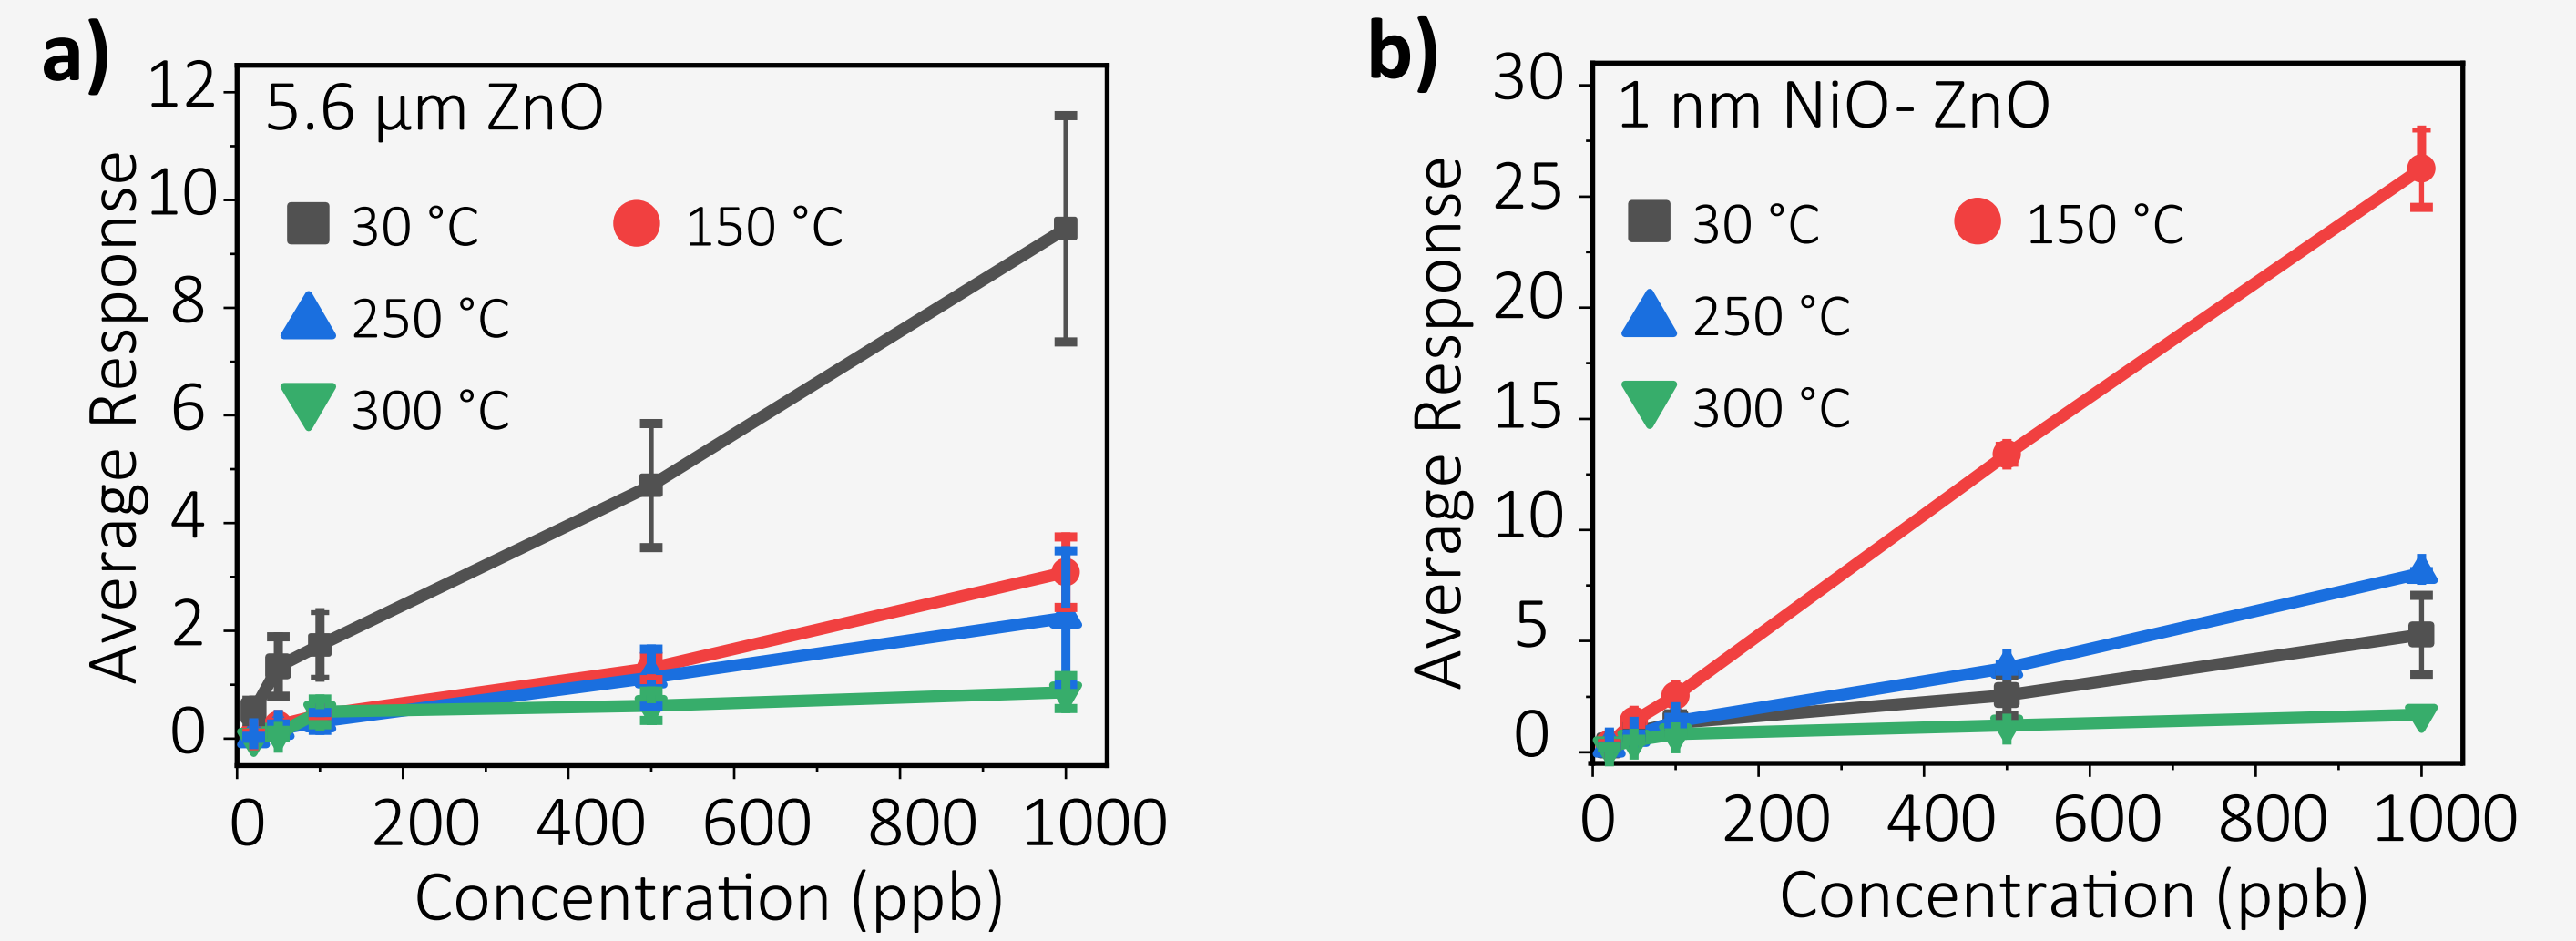 a)
5.6 µm ZnO
30 °C
150 °C
250 °C
300 °C
Average Response
12
10
8
6
4
2
0
0 200 400 600 800 1000
Concentration (ppb)
b)
1 nm NiO- ZnO
30 °C
150 °C
250 °C
300 °C
Average Response
30
25
20
15
10
5
0
0 200 400 600 800 1000
Concentration (ppb)